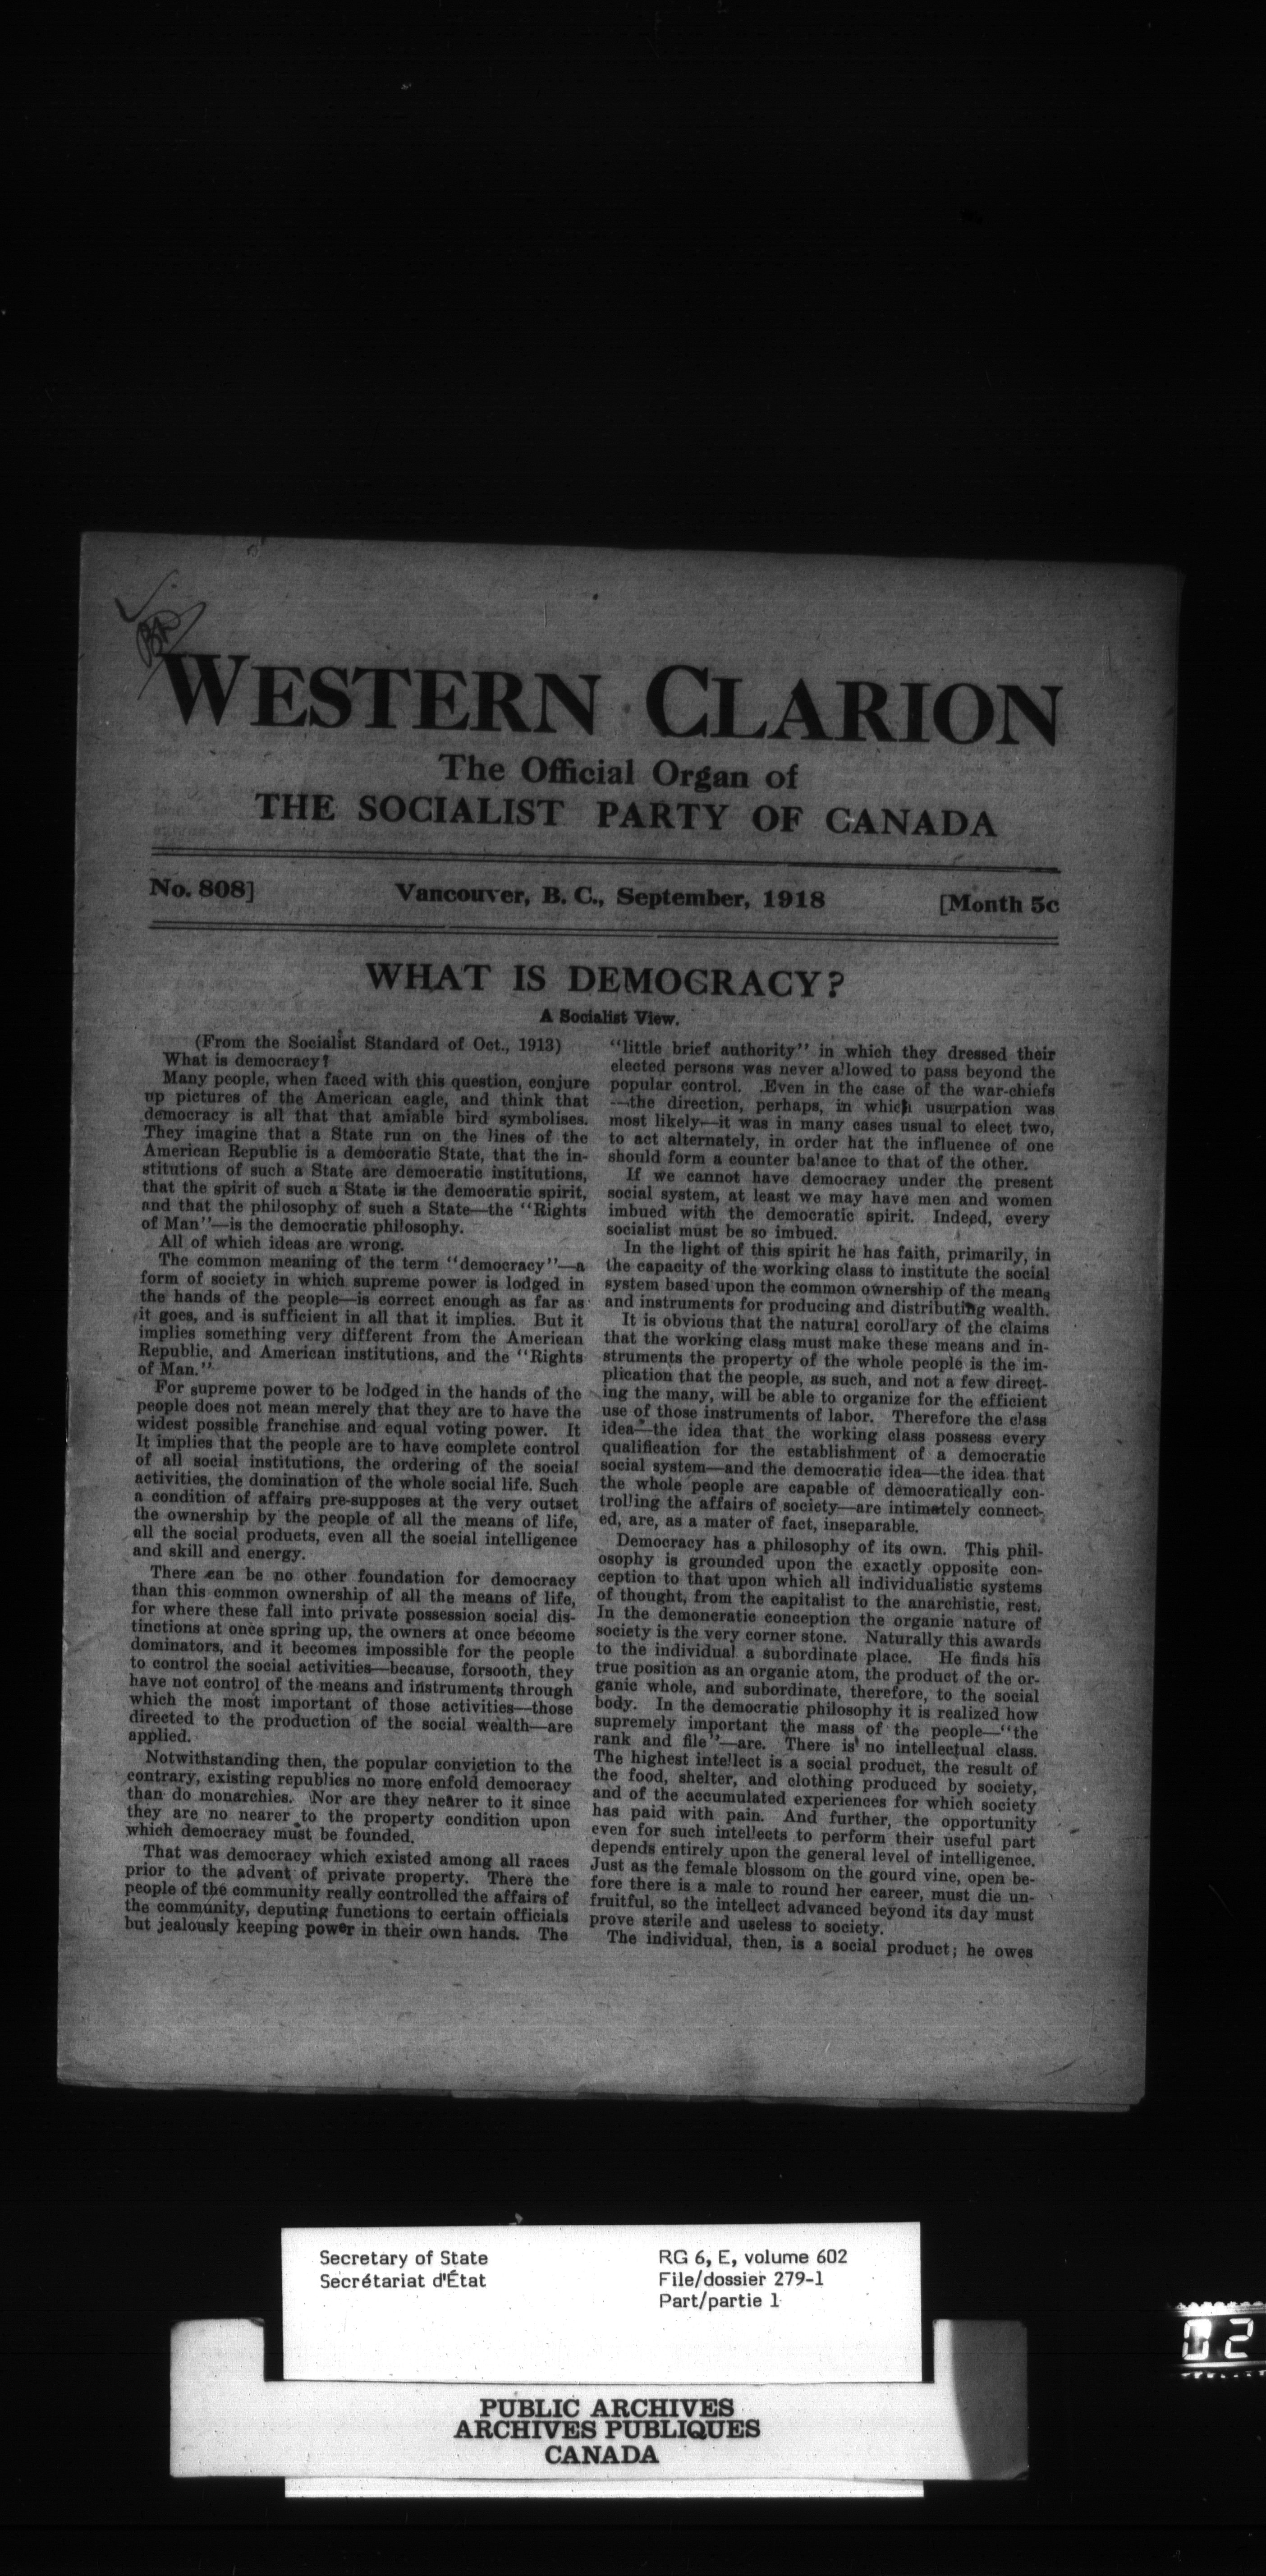 WESTERN CLARION
The Official Organ of
THE SOCIALIST PARTY OF CANADA
No. 808]
Vancouver, B. C., September, 1918
[Month 5c
WHAT IS DEMOCRACY?
A Socialist View.
(From the Socialist Standard of Oct., 1913)
What is democracy?
Many people, when faced with this question, conjure
up pictures of the American eagle, and think that
democracy is all that that amiable bird symbolises.
They imagine that a State run on the lines of the
American Republic is a democratic State, that the in-
stitutions of such a State are democratic institutions,
that the spirit of such a State is the democratic spirit,
and that the philosophy of such a State—the "Rights
of Man"—is the democratic philosophy.
All of which ideas are wrong.
The common meaning of the term "democracy"—a
form of society in which supreme power is lodged in
the hands of the people—is correct enough as far as
it goes, and is sufficient in all that it implies. But it
implies something very different from the American
Republic, and American institutions, and the "Rights
of Man."
For supreme power to be lodged in the hands of the
people does not mean merely that they are to have the
widest possible franchise and equal voting power. It
It implies that the people are to have complete control
of all social institutions, the ordering of the social
activities, the domination of the whole social life. Such
a condition of affairs pre-supposes at the very outset
the ownership by the people of all the means of life,
all the social products, even all the social intelligence
and skill and energy.
There can be no other foundation for democracy
than this common ownership of all the means of life,
for where these fall into private possession social dis-
tinctions at once spring up, the owners at once become
dominators, and it becomes impossible for the people
to control the social activities—because, forsooth, they
have not control of the means and instruments through
which the most important of those activities—those
directed to the production of the social wealth—are
applied.
Notwithstanding then, the popular conviction to the
contrary, existing republics no more enfold democracy
than do monarchies. Nor are they nearer to it since
they are no nearer to the property condition upon
which democracy must be founded.
That was democracy which existed among all races
prior to the advent of private property. There the
people of the community really controlled the affairs of
the community, deputing functions to certain officials
but jealously keeping power in their own hands. The
"little brief authority" in which they dressed their
elected persons was never allowed to pass beyond the
popular control. Even in the case of the war-chiefs
—the direction, perhaps, in which usurpation was
most likely—it was in many cases usual to elect two,
to act alternately, in order hat the influence of one
should form a counter balance to that of the other.
If we cannot have democracy under the present
social system, at least we may have men and women
imbued with the democratic spirit. Indeed, every
socialist must be so imbued.
In the light of this spirit he has faith, primarily, in
the capacity of the working class to institute the social
system based upon the common ownership of the means
and instruments for producing and distributing wealth.
It is obvious that the natural corollary of the claims
that the working class must make these means and in-
struments the property of the whole people is the im-
plication that the people, as such, and not a few direct-
ing the many, will be able to organize for the efficient
use of those instruments of labor. Therefore the class
idea—the idea that the working class possess every
qualification for the establishment of a democratic
social system—and the democratic idea—the idea that
the whole people are capable of democratically con-
trolling the affairs of society—are intimately connect-
ed, are, as a mater of fact, inseparable.
Democracy has a philosophy of its own. This phil-
osophy is grounded upon the exactly opposite con-
ception to that upon which all individualistic systems
of thought, from the capitalist to the anarchistic, rest.
In the demoncratic conception the organic nature of
society is the very corner stone. Naturally this awards
to the individual a subordinate place. He finds his
true position as an organic atom, the product of the or-
ganic whole, and subordinate, therefore, to the social
body. In the democratic philosophy it is realized how
supremely important the mass of the people—"the
rank and file"—are. There is no intellectual class.
The highest intellect is a social product, the result of
the food, shelter, and clothing produced by society,
and of the accumulated experiences for which society
has paid with pain. And further, the opportunity
even for such intellects to perform their useful part
depends entirely upon the general level of intelligence.
Just as the female blossom on the gourd vine, open be-
fore there is a male to round her career, must die un-
fruitful, so the intellect advanced beyond its day must
prove sterile and useless to society.
The individual, then, is a social product; he owes
Secretary of State
Secrétariat d'État
RG 6, E, volume 602
File/dossier 279-1
Part/partie 1
PUBLIC ARCHIVES
ARCHIVES PUBLIQUES
CANADA
02